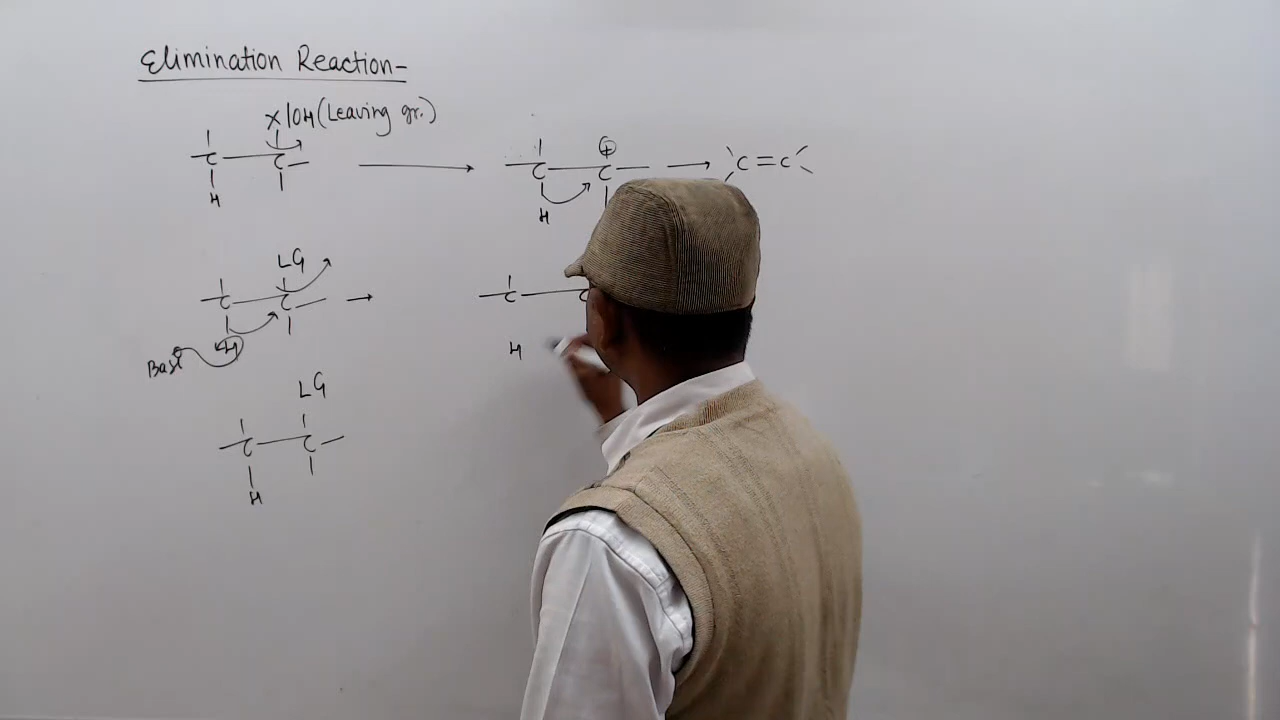 Elimination Reaction-
X/OH (Leaving gr.)
C C
H
C ⊕ C
H
C=C
LG
C C
H
Base
C C
H
LG
C C
H